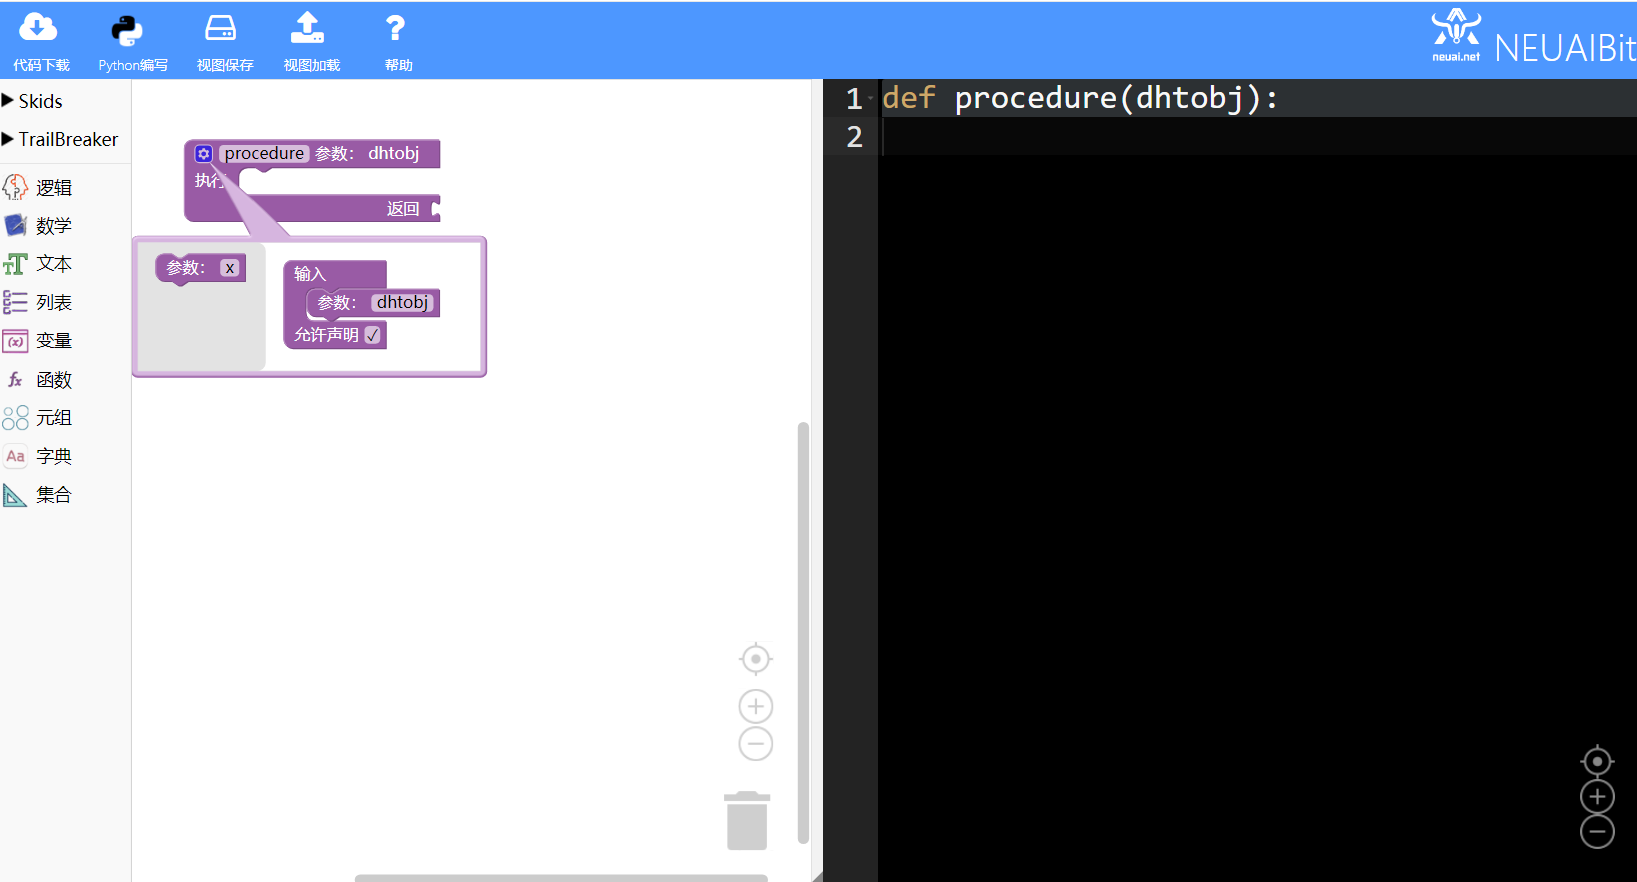 代码下载 Python编写 视图保存 视图加载 帮助
neuai.net NEUAIBit
Skids
TrailBreaker
逻辑
数学
文本
列表
变量
函数
元组
字典
集合
procedure 参数： dhtobj
执行
返回
参数： x
输入
参数： dhtobj
允许声明
1 def procedure(dhtobj):
2